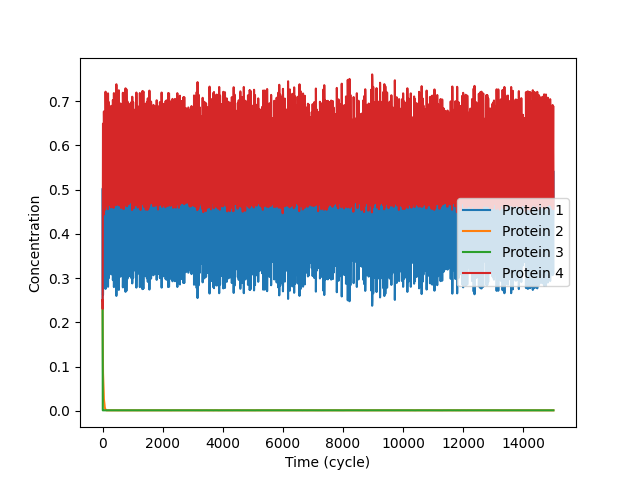 0.7
0.6
0.5
0.4
0.3
0.2
0.1
0.0
Concentration
Protein 1
Protein 2
Protein 3
Protein 4
0 2000 4000 6000 8000 10000 12000 14000
Time (cycle)